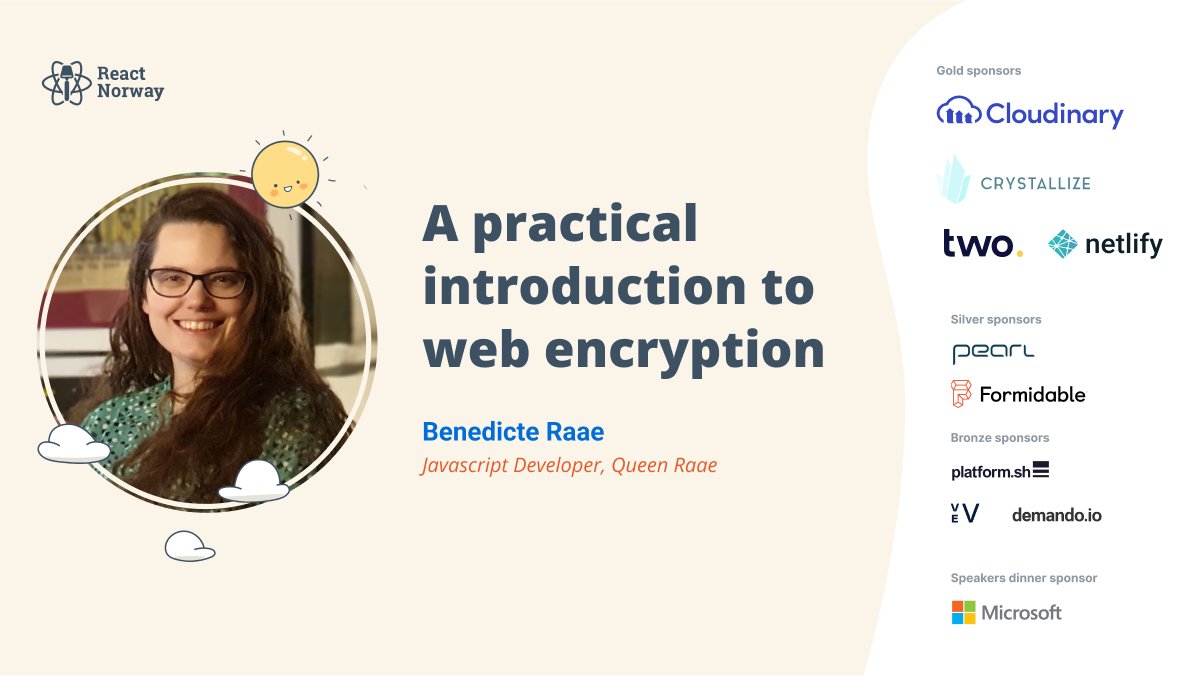 React
Norway
A practical
introduction to
web encryption
Benedicte Raae
Javascript Developer, Queen Raae
Gold sponsors
Cloudinary
CRYSTALLIZE
two.
netlify
Silver sponsors
pearl
Formidable
Bronze sponsors
platform.sh
VE V
demando.io
Speakers dinner sponsor
Microsoft